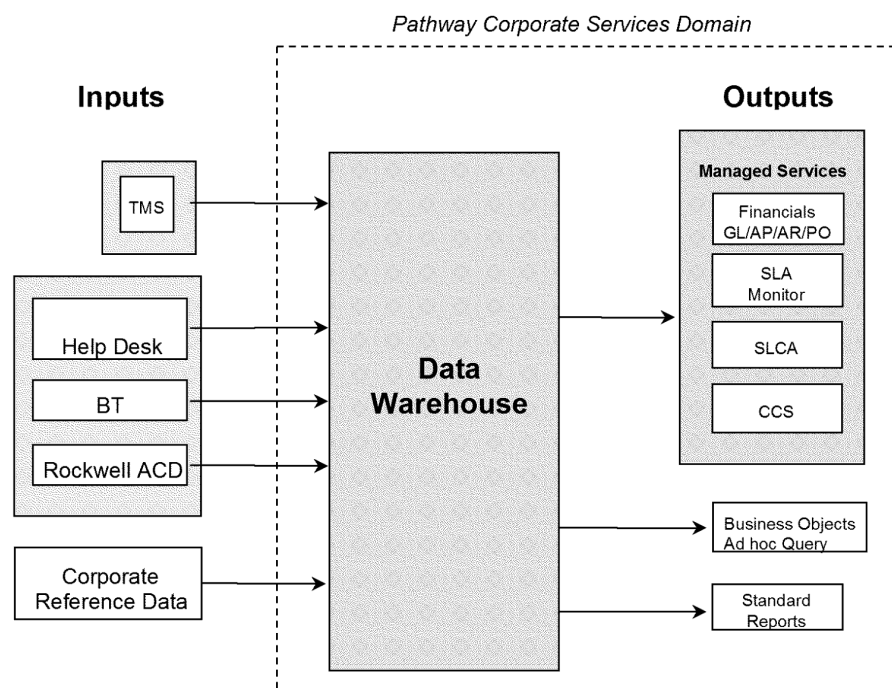 Pathway Corporate Services Domain
Inputs
Outputs
TMS
Help Desk
BT
Rockwell ACD
Corporate
Reference Data
Data
Warehouse
Managed Services
Financials
GL/AP/AR/PO
SLA
Monitor
SLCA
CCS
Business Objects
Ad hoc Query
Standard
Reports